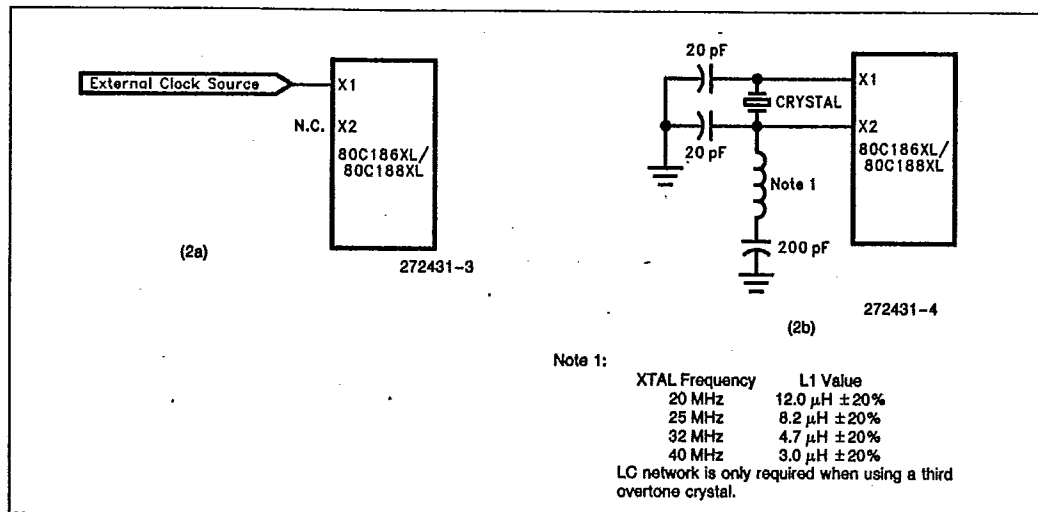 External Clock Source
X1
N.C.
X2
80C186XL/
80C188XL
(2a)
272431-3
20 pF
X1
CRYSTAL
X2
20 pF
80C186XL/
80C188XL
Note 1
200 pF
272431-4
(2b)
Note 1:
XTAL Frequency L1 Value
20 MHz 12.0 μH ±20%
25 MHz 8.2 μH ±20%
32 MHz 4.7 μH ±20%
40 MHz 3.0 μH ±20%
LC network is only required when using a third
overtone crystal.